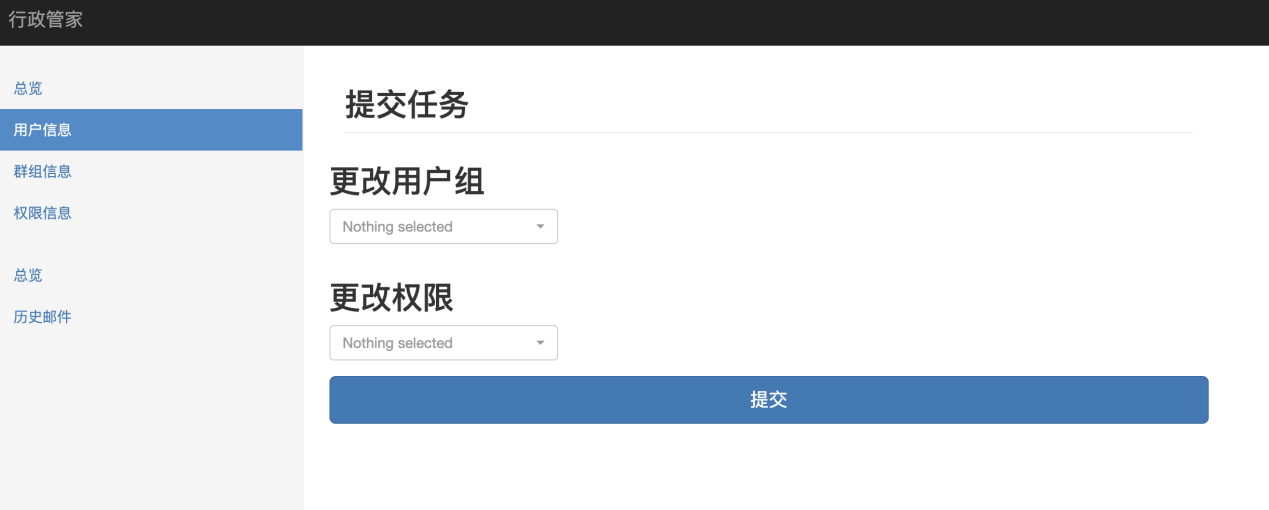 行政管家
总览
用户信息
群组信息
权限信息
总览
历史邮件
提交任务
更改用户组
Nothing selected
更改权限
Nothing selected
提交